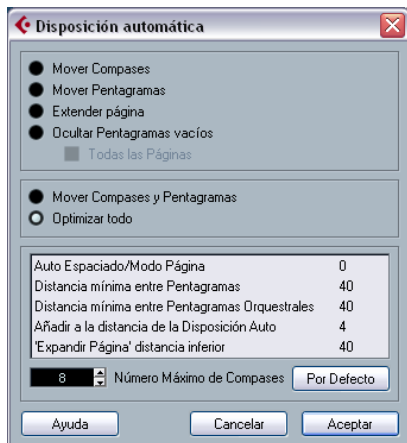 Disposición automática
Mover Compases
Mover Pentagramas
Extender página
Ocultar Pentagramas vacíos
Todas las Páginas
Mover Compases y Pentagramas
Optimizar todo
Auto Espaciado/Modo Página 0
Distancia mínima entre Pentagramas 40
Distancia mínima entre Pentagramas Orquestrales 40
Añadir a la distancia de la Disposición Auto 4
'Expandir Página' distancia inferior 40
8 Número Máximo de Compases Por Defecto
Ayuda Cancelar Aceptar